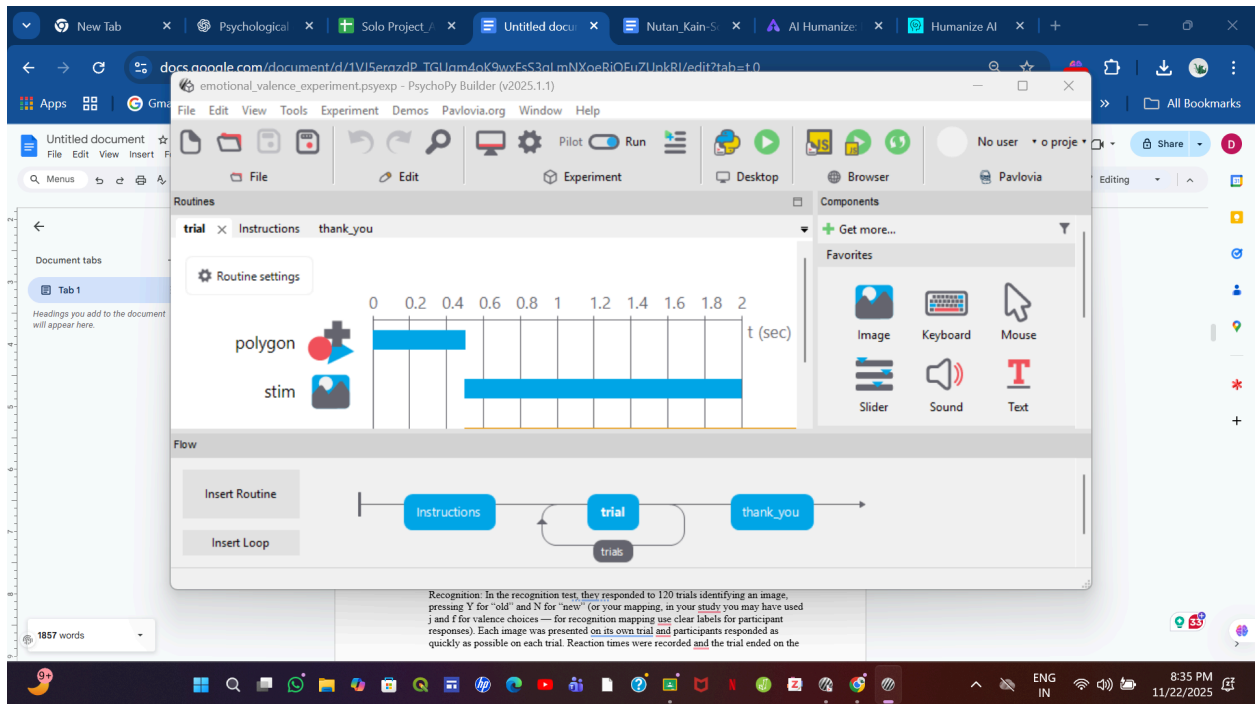 New Tab
Psychological
Solo Project_A
Untitled docu
Nutan_Kain-Sc
AI Humanize:
Humanize AI
Apps
Gma
All Bookmarks
emotional_valence_experiment.psyexp - PsychoPy Builder (v2025.1.1)
File Edit View Tools Experiment Demos Pavlovia.org Window Help
Pilot Run
No user
o proje
File
Edit
Experiment
Desktop
Browser
Pavlovia
Untitled document
File Edit View Insert F
Share
D
Menus
Editing
Routines
Components
trial Instructions thank_you
Get more...
Favorites
Routine settings
0 0.2 0.4 0.6 0.8 1 1.2 1.4 1.6 1.8 2
t (sec)
polygon
stim
Image Keyboard Mouse
Slider Sound Text
Document tabs
Tab 1
Headings you add to the document
will appear here.
Flow
Insert Routine
Insert Loop
Instructions
trial
thank_you
trials
Recognition: In the recognition test, they responded to 120 trials identifying an image,
pressing Y for “old” and N for “new” (or your mapping, in your study you may have used
j and f for valence choices — for recognition mapping use clear labels for participant
responses). Each image was presented on its own trial and participants responded as
quickly as possible on each trial. Reaction times were recorded and the trial ended on the
1857 words
33
9+
ENG
IN
8:35 PM
11/22/2025